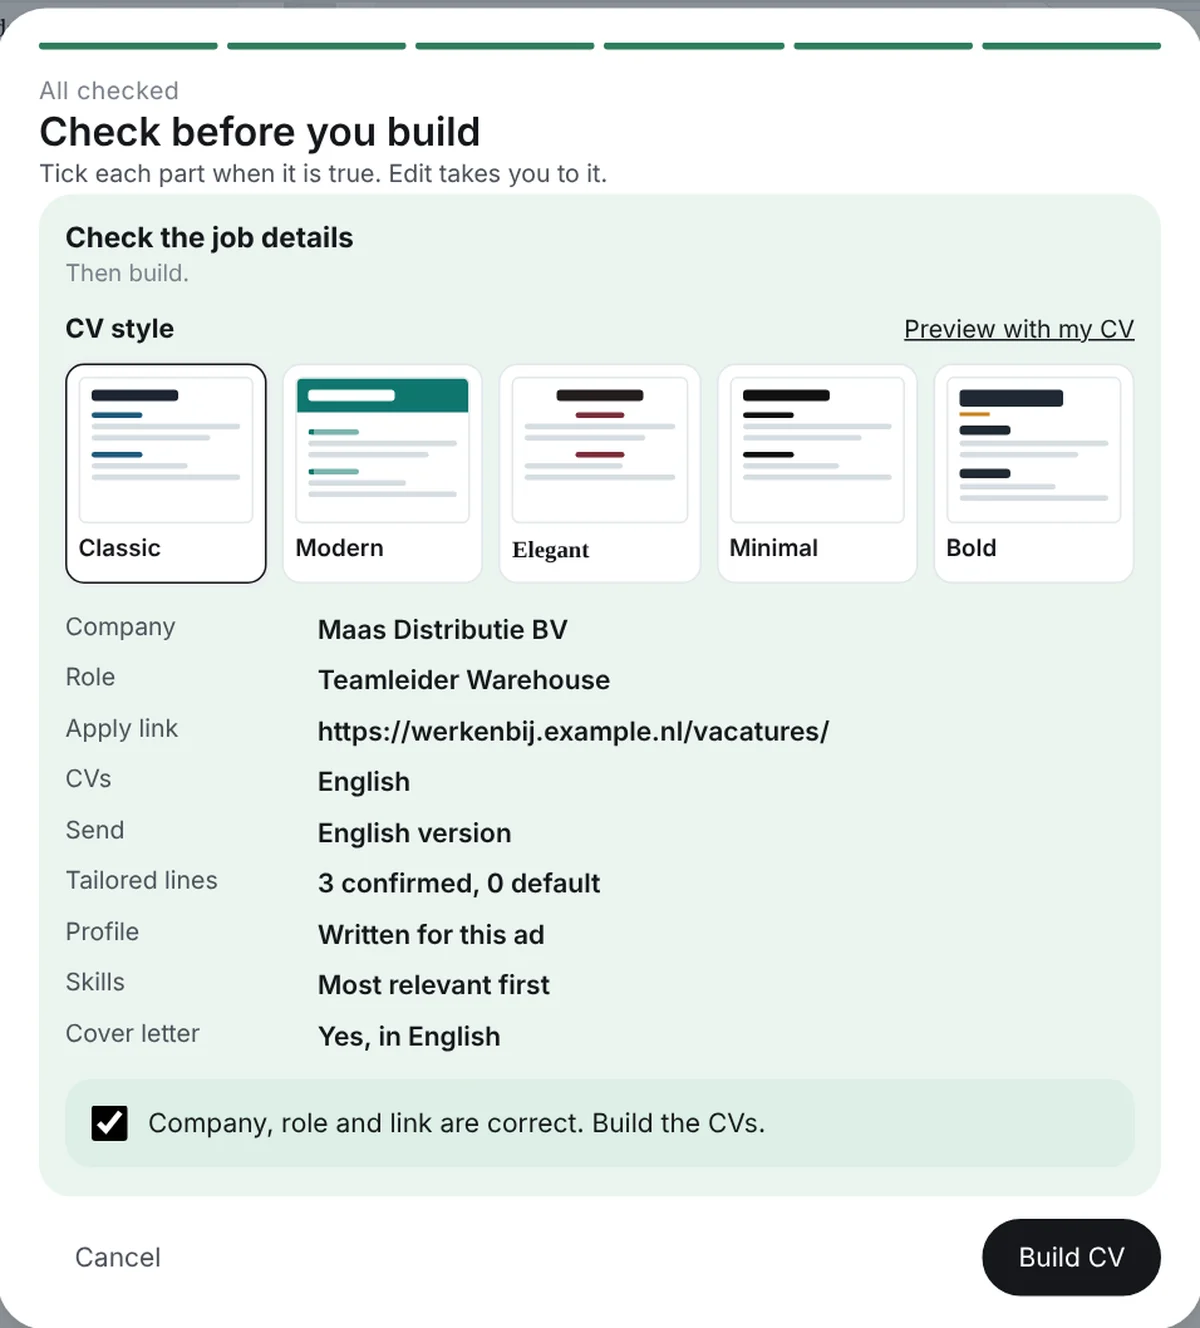 All checked
Check before you build
Tick each part when it is true. Edit takes you to it.
Check the job details
Then build.
CV style
Preview with my CV
Classic
Modern
Elegant
Minimal
Bold
Company Maas Distributie BV
Role Teamleider Warehouse
Apply link https://werkenbij.example.nl/vacatures/
CVs English
Send English version
Tailored lines 3 confirmed, 0 default
Profile Written for this ad
Skills Most relevant first
Cover letter Yes, in English
Company, role and link are correct. Build the CVs.
Cancel
Build CV